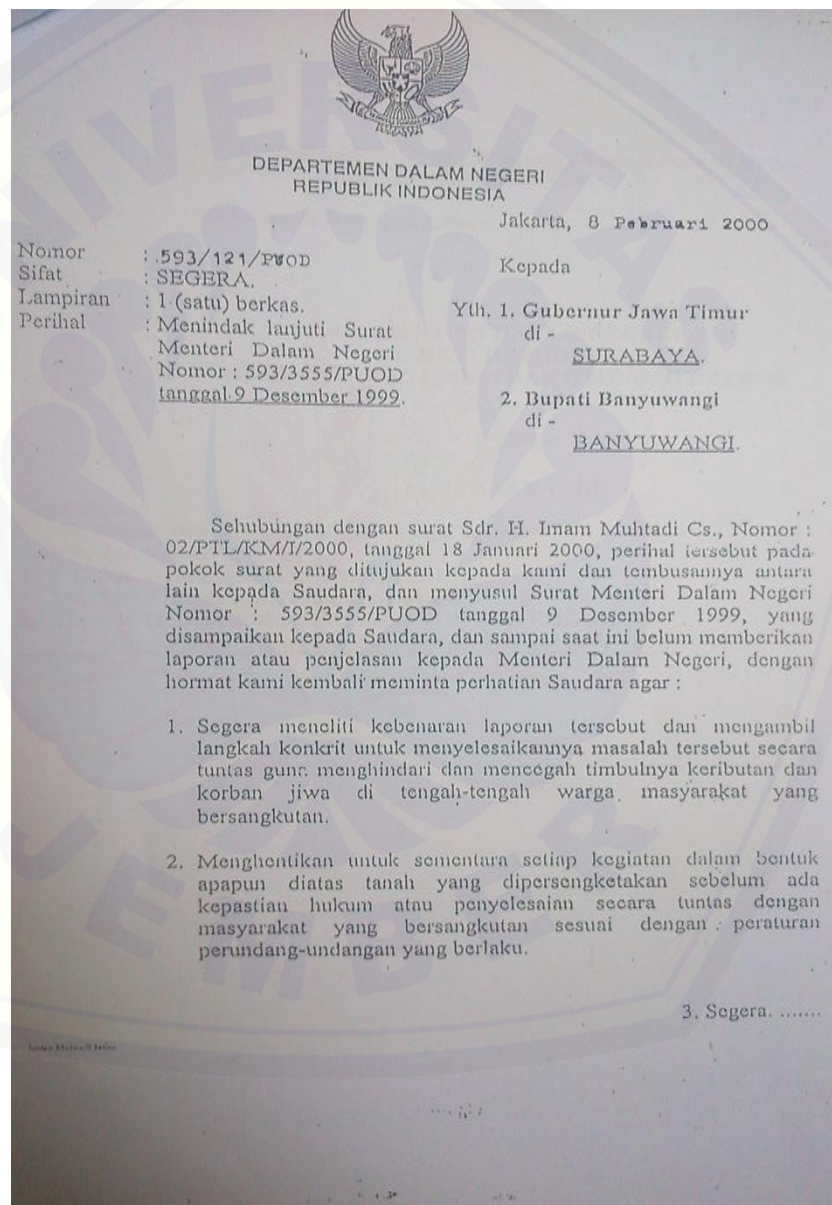 DEPARTEMEN DALAM NEGERI
REPUBLIK INDONESIA
Jakarta, 8 Pebruari 2000
Nomor : 593/121/PUOD
Sifat : SEGERA.
Lampiran : 1 (satu) berkas.
Perihal : Menindak lanjuti Surat
Menteri Dalam Negeri
Nomor : 593/3555/PUOD
tanggal 9 Desember 1999.
Kepada
Yth. 1. Gubernur Jawa Timur
di -
SURABAYA.
2. Bupati Banyuwangi
di -
BANYUWANGI.
Sehubungan dengan surat Sdr. H. Imam Muhtadi Cs., Nomor :
02/PTL/KM/I/2000, tanggal 18 Januari 2000, perihal tersebut pada
pokok surat yang ditujukan kepada kami dan tembusannya antara
lain kepada Saudara, dan menyusul Surat Menteri Dalam Negeri
Nomor : 593/3555/PUOD tanggal 9 Desember 1999, yang
disampaikan kepada Saudara, dan sampai saat ini belum memberikan
laporan atau penjelasan kepada Menteri Dalam Negeri, dengan
hormat kami kembali meminta perhatian Saudara agar :
1. Segera meneliti kebenaran laporan tersebut dan mengambil
langkah konkrit untuk menyelesaikannya masalah tersebut secara
tuntas guna menghindari dan mencegah timbulnya keributan dan
korban jiwa di tengah-tengah warga masyarakat yang
bersangkutan.
2. Menghentikan untuk sementara setiap kegiatan dalam bentuk
apapun diatas tanah yang dipersengketakan sebelum ada
kepastian hukum atau penyelesaian secara tuntas dengan
masyarakat yang bersangkutan sesuai dengan peraturan
perundang-undangan yang berlaku.
3. Segera. .......
UNIVERSITAS
JEMBER